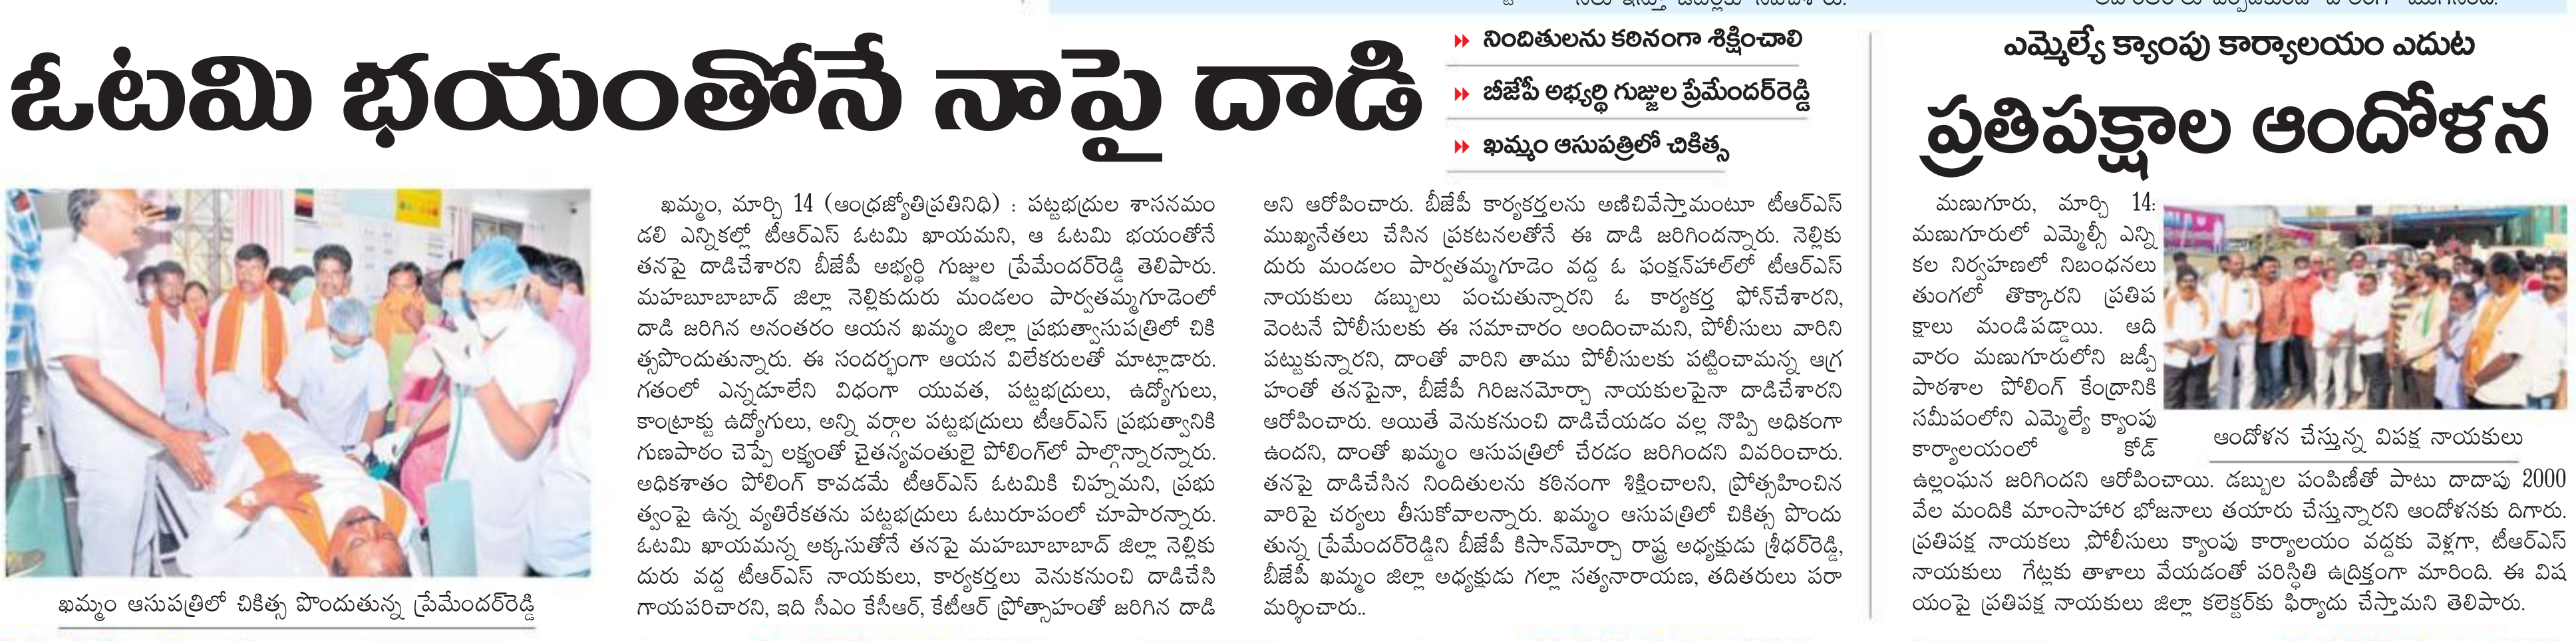 ఓటమి భయంతోనే నాపై దాడి
నిందితులను కఠినంగా శిక్షించాలి
బీజేపీ అభ్యర్థి గుజ్జుల ప్రేమేందర్‌రెడ్డి
ఖమ్మం ఆసుపత్రిలో చికిత్స
ఖమ్మం ఆసుపత్రిలో చికిత్స పొందుతున్న ప్రేమేందర్‌రెడ్డి
ఖమ్మం, మార్చి 14 (ఆంధ్రజ్యోతిప్రతినిధి) : పట్టభద్రుల శాసనమం
డలి ఎన్నికల్లో టీఆర్ఎస్ ఓటమి ఖాయమని, ఆ ఓటమి భయంతోనే
తనపై దాడిచేశారని బీజేపీ అభ్యర్థి గుజ్జుల ప్రేమేందర్‌రెడ్డి తెలిపారు.
మహబూబాబాద్ జిల్లా నెల్లికుదురు మండలం పార్వతమ్మగూడెంలో
దాడి జరిగిన అనంతరం ఆయన ఖమ్మం జిల్లా ప్రభుత్వాసుపత్రిలో చికి
త్సపొందుతున్నారు. ఈ సందర్భంగా ఆయన విలేకరులతో మాట్లాడారు.
గతంలో ఎన్నడూలేని విధంగా యువత, పట్టభద్రులు, ఉద్యోగులు,
కాంట్రాక్టు ఉద్యోగులు, అన్ని వర్గాల పట్టభద్రులు టీఆర్ఎస్ ప్రభుత్వానికి
గుణపాఠం చెప్పే లక్ష్యంతో చైతన్యవంతులై పోలింగ్‌లో పాల్గొన్నారన్నారు.
అధికశాతం పోలింగ్ కావడమే టీఆర్ఎస్ ఓటమికి చిహ్నమని, ప్రభు
త్వంపై ఉన్న వ్యతిరేకతను పట్టభద్రులు ఓటురూపంలో చూపారన్నారు.
ఓటమి ఖాయమన్న అక్కసుతోనే తనపై మహబూబాబాద్ జిల్లా నెల్లికు
దురు వద్ద టీఆర్ఎస్ నాయకులు, కార్యకర్తలు వెనుకనుంచి దాడిచేసి
గాయపరిచారని, ఇది సీఎం కేసీఆర్, కేటీఆర్ ప్రోత్సాహంతో జరిగిన దాడి
అని ఆరోపించారు. బీజేపీ కార్యకర్తలను అణిచివేస్తామంటూ టీఆర్ఎస్
ముఖ్యనేతలు చేసిన ప్రకటనలతోనే ఈ దాడి జరిగిందన్నారు. నెల్లికు
దురు మండలం పార్వతమ్మగూడెం వద్ద ఓ ఫంక్షన్‌హాల్‌లో టీఆర్ఎస్
నాయకులు డబ్బులు పంచుతున్నారని ఓ కార్యకర్త ఫోన్‌చేశారని,
వెంటనే పోలీసులకు ఈ సమాచారం అందించామని, పోలీసులు వారిని
పట్టుకున్నారని, దాంతో వారిని తాము పోలీసులకు పట్టించామన్న ఆగ్ర
హంతో తనపైనా, బీజేపీ గిరిజనమోర్చా నాయకులపైనా దాడిచేశారని
ఆరోపించారు. అయితే వెనుకనుంచి దాడిచేయడం వల్ల నొప్పి అధికంగా
ఉందని, దాంతో ఖమ్మం ఆసుపత్రిలో చేరడం జరిగిందని వివరించారు.
తనపై దాడిచేసిన నిందితులను కఠినంగా శిక్షించాలని, ప్రోత్సహించిన
వారిపై చర్యలు తీసుకోవాలన్నారు. ఖమ్మం ఆసుపత్రిలో చికిత్స పొందు
తున్న ప్రేమేందర్‌రెడ్డిని బీజేపీ కిసాన్‌మోర్చా రాష్ట్ర అధ్యక్షుడు శ్రీధర్‌రెడ్డి,
బీజేపీ ఖమ్మం జిల్లా అధ్యక్షుడు గల్లా సత్యనారాయణ, తదితరులు పరా
మర్శించారు..
ఎమ్మెల్యే క్యాంపు కార్యాలయం ఎదుట
ప్రతిపక్షాల ఆందోళన
మణుగూరు, మార్చి 14:
మణుగూరులో ఎమ్మెల్సీ ఎన్ని
కల నిర్వహణలో నిబంధనలు
తుంగలో తొక్కారని ప్రతిప
క్షాలు మండిపడ్డాయి. ఆది
వారం మణుగూరులోని జడ్పీ
పాఠశాల పోలింగ్ కేంద్రానికి
సమీపంలోని ఎమ్మెల్యే క్యాంపు
కార్యాలయంలో కోడ్
ఉల్లంఘన జరిగిందని ఆరోపించాయి. డబ్బుల పంపిణీతో పాటు దాదాపు 2000
వేల మందికి మాంసాహార భోజనాలు తయారు చేస్తున్నారని ఆందోళనకు దిగారు.
ప్రతిపక్ష నాయకలు ,పోలీసులు క్యాంపు కార్యాలయం వద్దకు వెళ్లగా, టీఆర్ఎస్
నాయకులు గేట్లకు తాళాలు వేయడంతో పరిస్థితి ఉద్రిక్తంగా మారింది. ఈ విష
యంపై ప్రతిపక్ష నాయకులు జిల్లా కలెక్టర్‌కు ఫిర్యాదు చేస్తామని తెలిపారు.
ఆందోళన చేస్తున్న విపక్ష నాయకులు